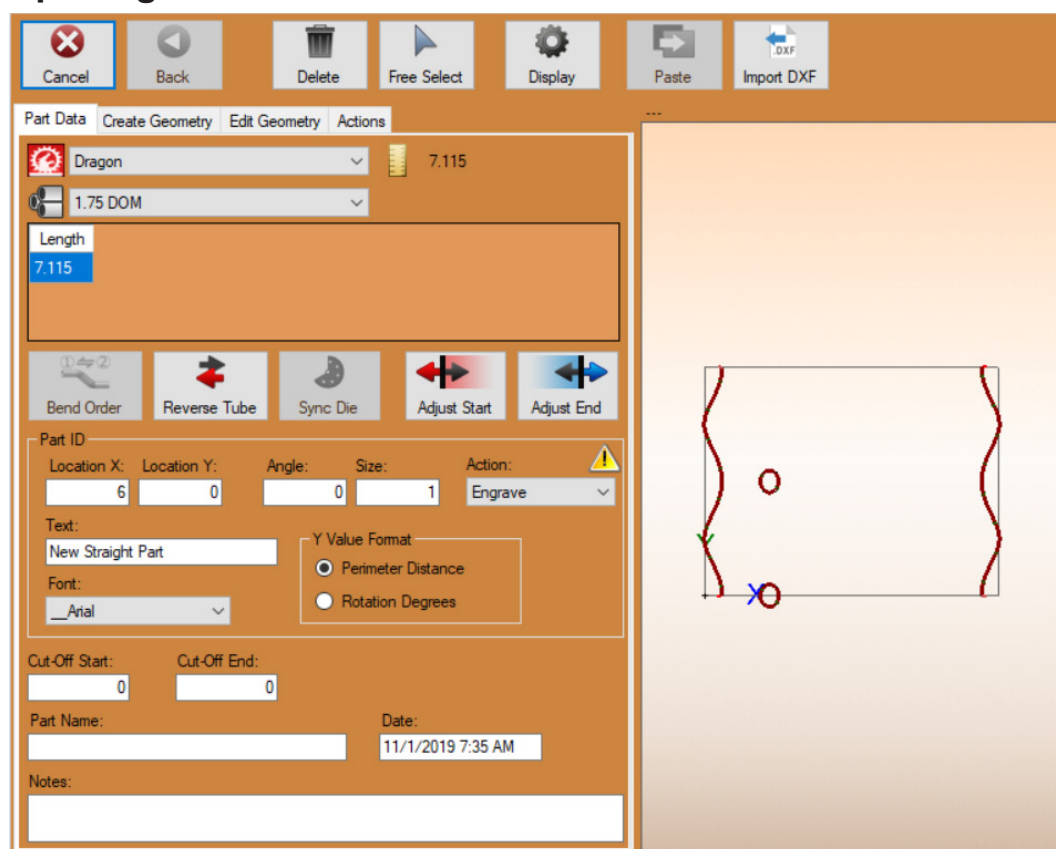 Cancel Back Delete Free Select Display Paste .DXF Import DXF
Part Data Create Geometry Edit Geometry Actions
---
Dragon 7.115
1.75 DOM
Length
7.115
Bend Order Reverse Tube Sync Die Adjust Start Adjust End
Part ID
Location X: Location Y: Angle: Size: Action:
6 0 0 1 Engrave
Text:
New Straight Part
Y Value Format
Perimeter Distance
Font:
Rotation Degrees
__Arial
Cut-Off Start: Cut-Off End:
0 0
Part Name: Date:
11/1/2019 7:35 AM
Notes:
Y
X